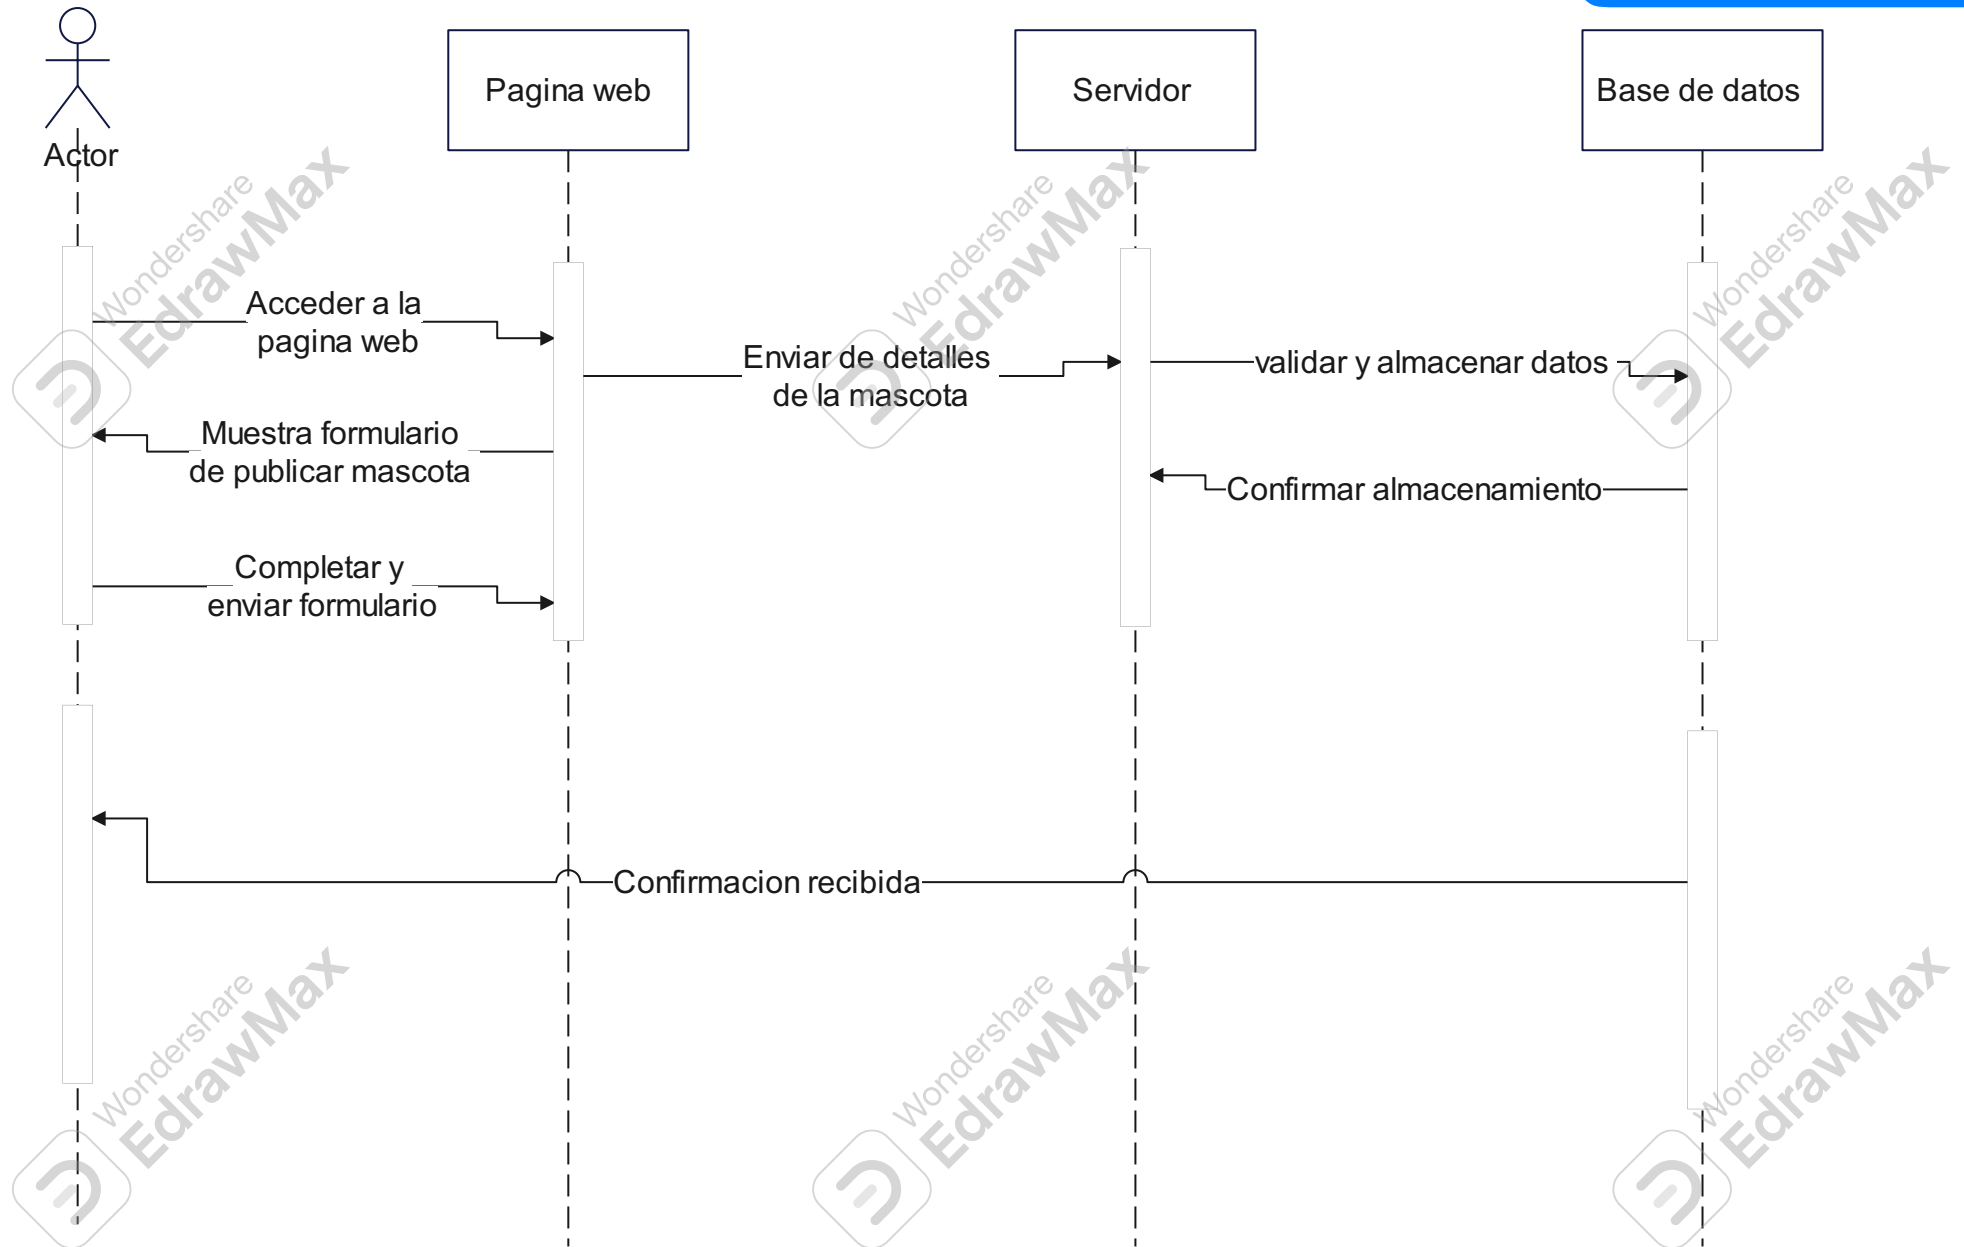 Pagina web
Servidor
Base de datos
Actor
Wondershare
EdrawMax
Wondershare
EdrawMax
Wondershare
EdrawMax
Acceder a la
pagina web
Enviar de detalles
de la mascota
validar y almacenar datos
Muestra formulario
de publicar mascota
Confirmar almacenamiento
Completar y
enviar formulario
Confirmacion recibida
Wondershare
EdrawMax
Wondershare
EdrawMax
Wondershare
EdrawMax